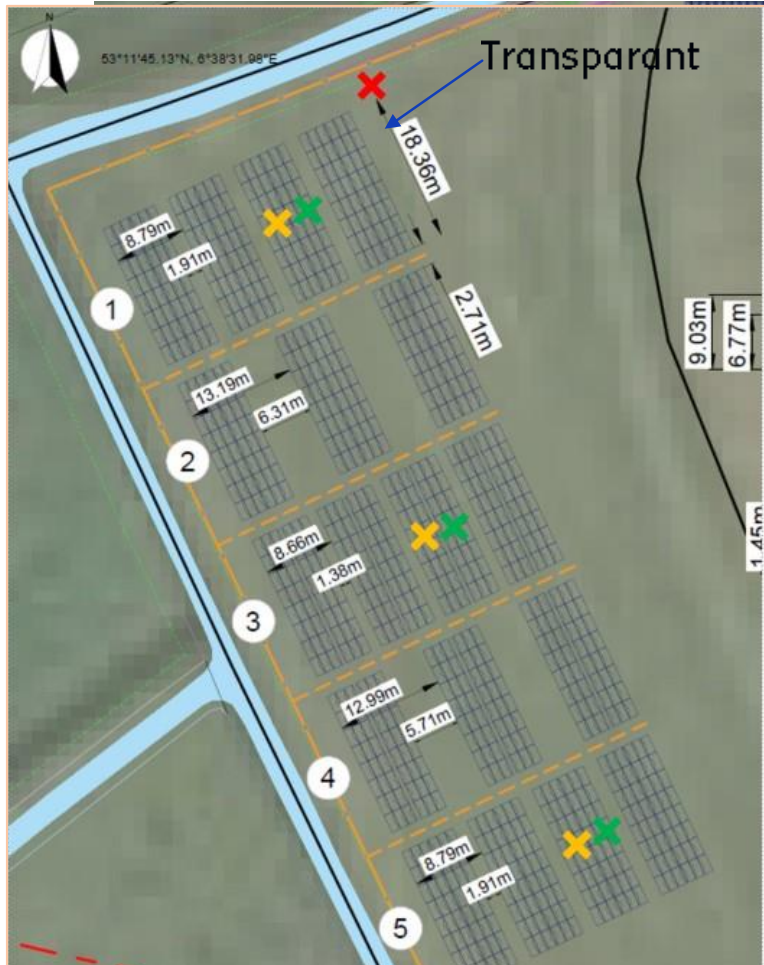 N
53°11'45.13"N, 6°38'31.98"E
Transparant
18.36m
8.79m
1.91m
1
2.71m
9.03m
6.77m
13.19m
6.31m
2
8.66m
1.38m
3
1.45m
12.99m
5.71m
4
8.79m
1.91m
5